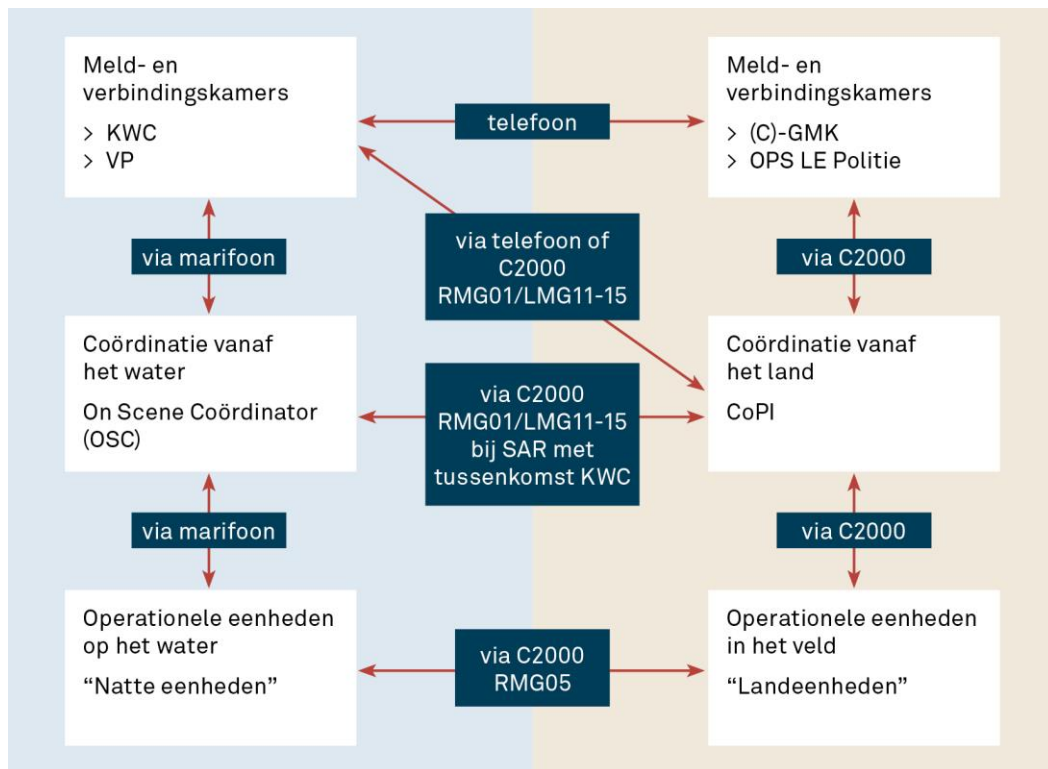 Meld- en
verbindingskamers
> KWC
> VP
telefoon
Meld- en
verbindingskamers
> (C)-GMK
> OPS LE Politie
via marifoon
via telefoon of
C2000
RMG01/LMG11-15
via C2000
Coördinatie vanaf
het water
On Scene Coördinator
(OSC)
via C2000
RMG01/LMG11-15
bij SAR met
tussenkomst KWC
Coördinatie vanaf
het land
CoPI
via marifoon
via C2000
Operationele eenheden
op het water
“Natte eenheden”
via C2000
RMG05
Operationele eenheden
in het veld
“Landeenheden”